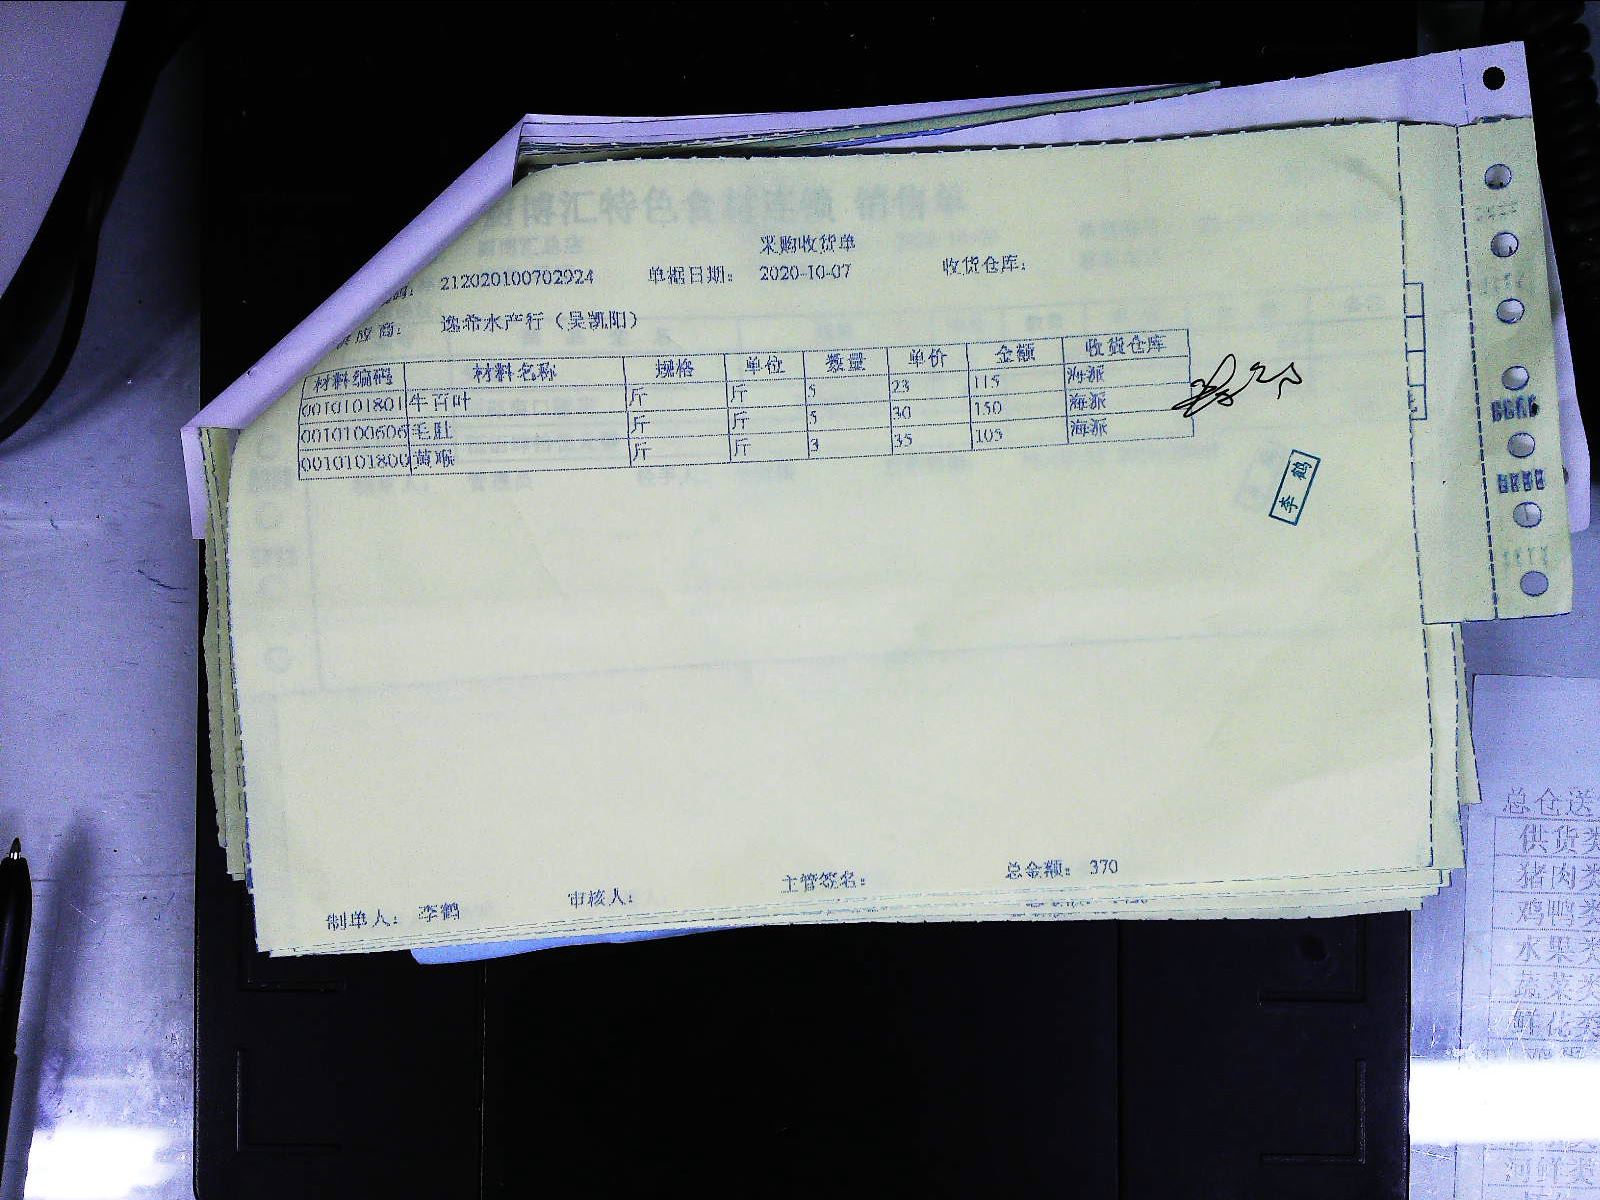 采购收货单
212020100702924 单据日期: 2020-10-07 收货仓库:
供应商: 逸希水产行（吴凯阳）
材料编码 材料名称 规格 单位 数量 单价 金额 收货仓库
0010101801 牛百叶 斤 斤 5 23 115 海派
0010100606 毛肚 斤 斤 5 30 150 海派
0010101800 黄喉 斤 斤 3 35 105 海派
李鹤
制单人: 李鹤 审核人: 主管签名: 总金额: 370
总仓送
供货类
猪肉类
鸡鸭类
水果类
蔬菜类
鲜花类
河鲜类